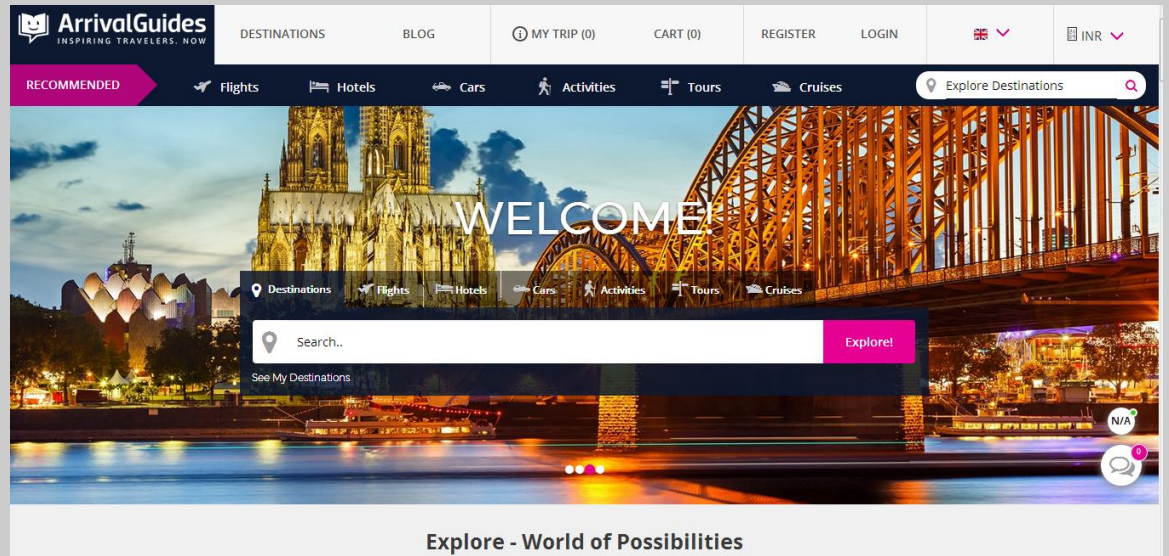 ArrivalGuides
INSPIRING TRAVELERS. NOW
DESTINATIONS BLOG MY TRIP (0) CART (0) REGISTER LOGIN INR
RECOMMENDED Flights Hotels Cars Activities Tours Cruises Explore Destinations
WELCOME!
Destinations Flights Hotels Cars Activities Tours Cruises
Search.. Explore!
See My Destinations
N/A
0
Explore - World of Possibilities